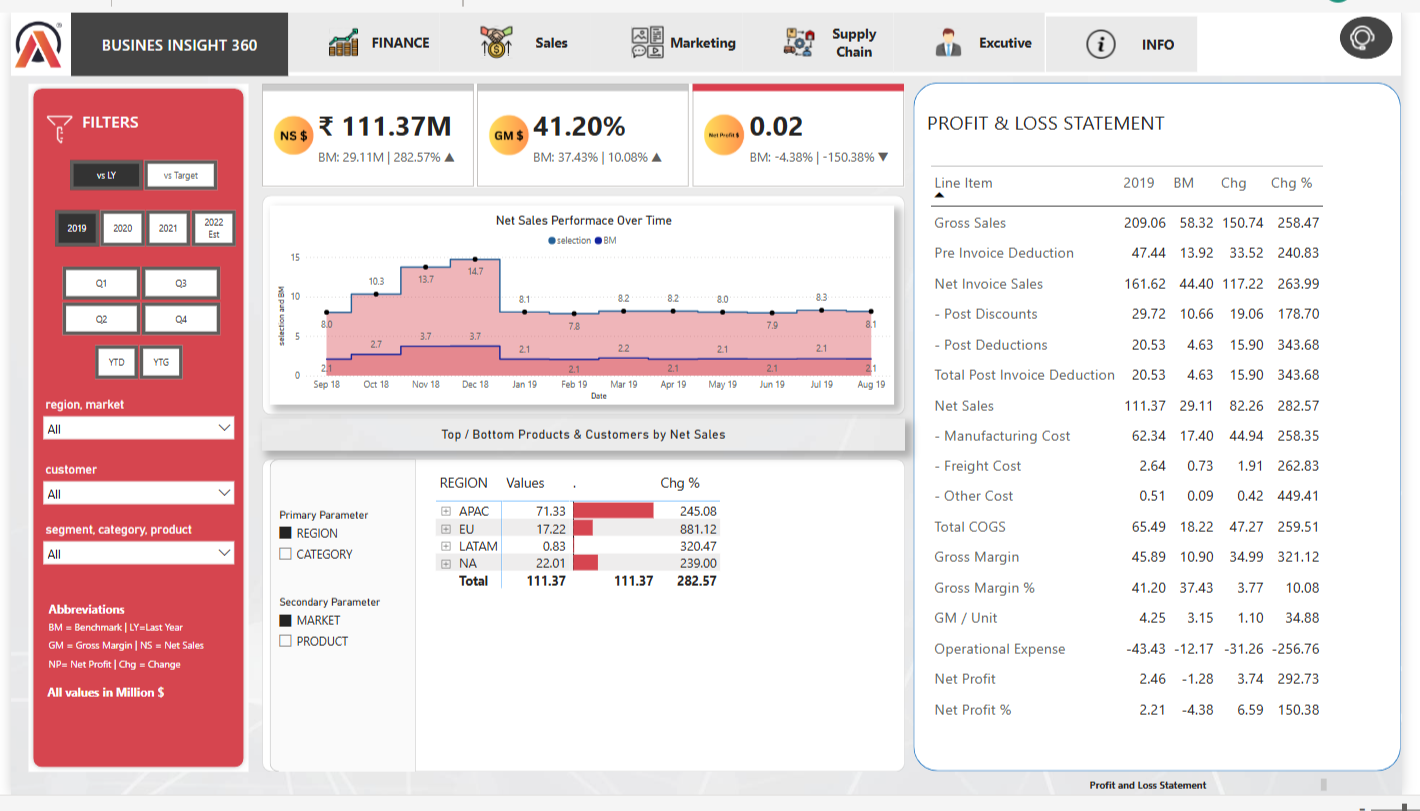 BUSINES INSIGHT 360
FINANCE
Sales
Marketing
Supply
Chain
Excutive
INFO
FILTERS
vs LY
vs Target
2019
2020
2021
2022
Est
Q1
Q3
Q2
Q4
YTD
YTG
region, market
All
customer
All
segment, category, product
All
Abbreviations
BM = Benchmark | LY=Last Year
GM = Gross Margin | NS = Net Sales
NP= Net Profit | Chg = Change
All values in Million $
NS $
₹ 111.37M
BM: 29.11M | 282.57% ▲
GM $
41.20%
BM: 37.43% | 10.08% ▲
Net Profit $
0.02
BM: -4.38% | -150.38% ▼
Net Sales Performace Over Time
selection BM
selection and BM
15
10
5
0
8.0 10.3 13.7 14.7 8.1 7.8 8.2 8.2 8.0 7.9 8.3 8.1
2.1 2.7 3.7 3.7 2.1 2.1 2.2 2.1 2.1 2.1 2.1 2.1
Sep 18 Oct 18 Nov 18 Dec 18 Jan 19 Feb 19 Mar 19 Apr 19 May 19 Jun 19 Jul 19 Aug 19
Date
Top / Bottom Products & Customers by Net Sales
Primary Parameter
REGION
CATEGORY
Secondary Parameter
MARKET
PRODUCT
REGION Values . Chg %
APAC 71.33 245.08
EU 17.22 881.12
LATAM 0.83 320.47
NA 22.01 239.00
Total 111.37 111.37 282.57
PROFIT & LOSS STATEMENT
Line Item 2019 BM Chg Chg %
Gross Sales 209.06 58.32 150.74 258.47
Pre Invoice Deduction 47.44 13.92 33.52 240.83
Net Invoice Sales 161.62 44.40 117.22 263.99
- Post Discounts 29.72 10.66 19.06 178.70
- Post Deductions 20.53 4.63 15.90 343.68
Total Post Invoice Deduction 20.53 4.63 15.90 343.68
Net Sales 111.37 29.11 82.26 282.57
- Manufacturing Cost 62.34 17.40 44.94 258.35
- Freight Cost 2.64 0.73 1.91 262.83
- Other Cost 0.51 0.09 0.42 449.41
Total COGS 65.49 18.22 47.27 259.51
Gross Margin 45.89 10.90 34.99 321.12
Gross Margin % 41.20 37.43 3.77 10.08
GM / Unit 4.25 3.15 1.10 34.88
Operational Expense -43.43 -12.17 -31.26 -256.76
Net Profit 2.46 -1.28 3.74 292.73
Net Profit % 2.21 -4.38 6.59 150.38
Profit and Loss Statement